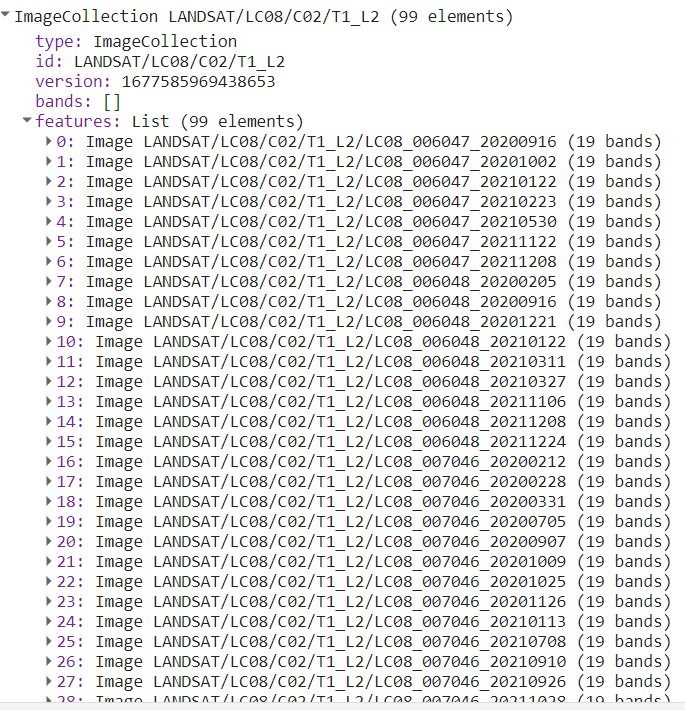 ImageCollection LANDSAT/LC08/C02/T1_L2 (99 elements)
type: ImageCollection
id: LANDSAT/LC08/C02/T1_L2
version: 1677585969438653
bands: []
features: List (99 elements)
0: Image LANDSAT/LC08/C02/T1_L2/LC08_006047_20200916 (19 bands)
1: Image LANDSAT/LC08/C02/T1_L2/LC08_006047_20201002 (19 bands)
2: Image LANDSAT/LC08/C02/T1_L2/LC08_006047_20210122 (19 bands)
3: Image LANDSAT/LC08/C02/T1_L2/LC08_006047_20210223 (19 bands)
4: Image LANDSAT/LC08/C02/T1_L2/LC08_006047_20210530 (19 bands)
5: Image LANDSAT/LC08/C02/T1_L2/LC08_006047_20211122 (19 bands)
6: Image LANDSAT/LC08/C02/T1_L2/LC08_006047_20211208 (19 bands)
7: Image LANDSAT/LC08/C02/T1_L2/LC08_006048_20200205 (19 bands)
8: Image LANDSAT/LC08/C02/T1_L2/LC08_006048_20200916 (19 bands)
9: Image LANDSAT/LC08/C02/T1_L2/LC08_006048_20201221 (19 bands)
10: Image LANDSAT/LC08/C02/T1_L2/LC08_006048_20210122 (19 bands)
11: Image LANDSAT/LC08/C02/T1_L2/LC08_006048_20210311 (19 bands)
12: Image LANDSAT/LC08/C02/T1_L2/LC08_006048_20210327 (19 bands)
13: Image LANDSAT/LC08/C02/T1_L2/LC08_006048_20211106 (19 bands)
14: Image LANDSAT/LC08/C02/T1_L2/LC08_006048_20211208 (19 bands)
15: Image LANDSAT/LC08/C02/T1_L2/LC08_006048_20211224 (19 bands)
16: Image LANDSAT/LC08/C02/T1_L2/LC08_007046_20200212 (19 bands)
17: Image LANDSAT/LC08/C02/T1_L2/LC08_007046_20200228 (19 bands)
18: Image LANDSAT/LC08/C02/T1_L2/LC08_007046_20200331 (19 bands)
19: Image LANDSAT/LC08/C02/T1_L2/LC08_007046_20200705 (19 bands)
20: Image LANDSAT/LC08/C02/T1_L2/LC08_007046_20200907 (19 bands)
21: Image LANDSAT/LC08/C02/T1_L2/LC08_007046_20201009 (19 bands)
22: Image LANDSAT/LC08/C02/T1_L2/LC08_007046_20201025 (19 bands)
23: Image LANDSAT/LC08/C02/T1_L2/LC08_007046_20201126 (19 bands)
24: Image LANDSAT/LC08/C02/T1_L2/LC08_007046_20210113 (19 bands)
25: Image LANDSAT/LC08/C02/T1_L2/LC08_007046_20210708 (19 bands)
26: Image LANDSAT/LC08/C02/T1_L2/LC08_007046_20210910 (19 bands)
27: Image LANDSAT/LC08/C02/T1_L2/LC08_007046_20210926 (19 bands)
28: Image LANDSAT/LC08/C02/T1_L2/LC08_007046_20211028 (19 bands)